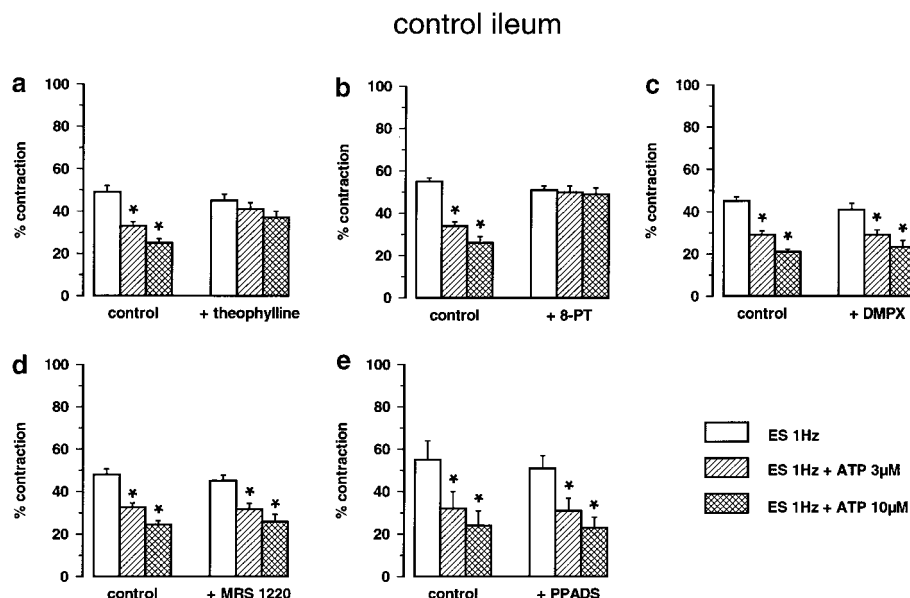 control ileum
a
% contraction
100
80
60
40
20
0
*
*
control
+ theophylline
b
% contraction
100
80
60
40
20
0
*
*
control
+ 8-PT
c
% contraction
100
80
60
40
20
0
*
*
*
*
control
+ DMPX
d
% contraction
100
80
60
40
20
0
*
*
*
*
control
+ MRS 1220
e
% contraction
100
80
60
40
20
0
*
*
*
*
control
+ PPADS
ES 1Hz
ES 1Hz + ATP 3µM
ES 1Hz + ATP 10µM